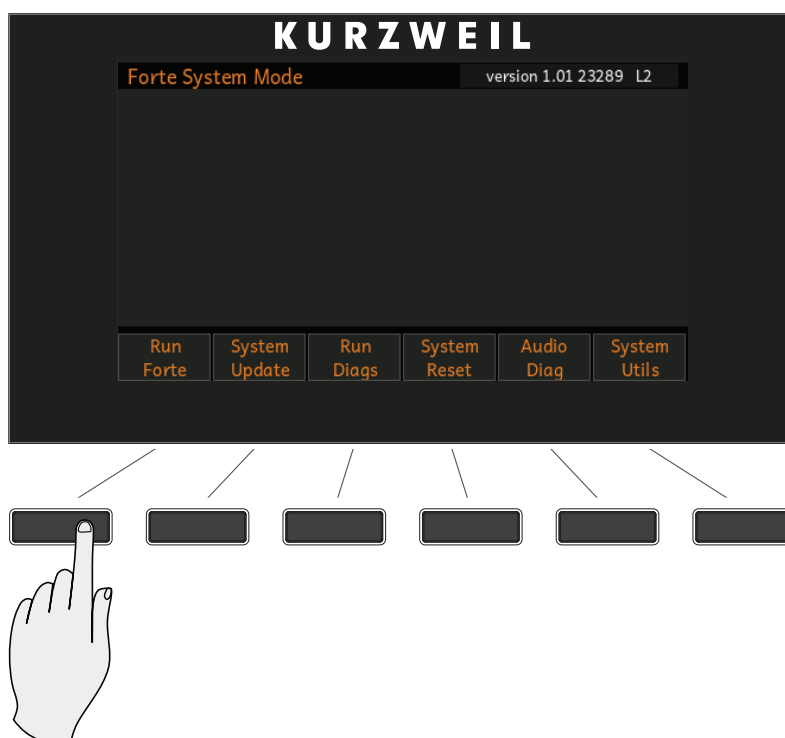 KURZWEIL
Forte System Mode version 1.01 23289 L2
Run Forte
System Update
Run Diags
System Reset
Audio Diag
System Utils